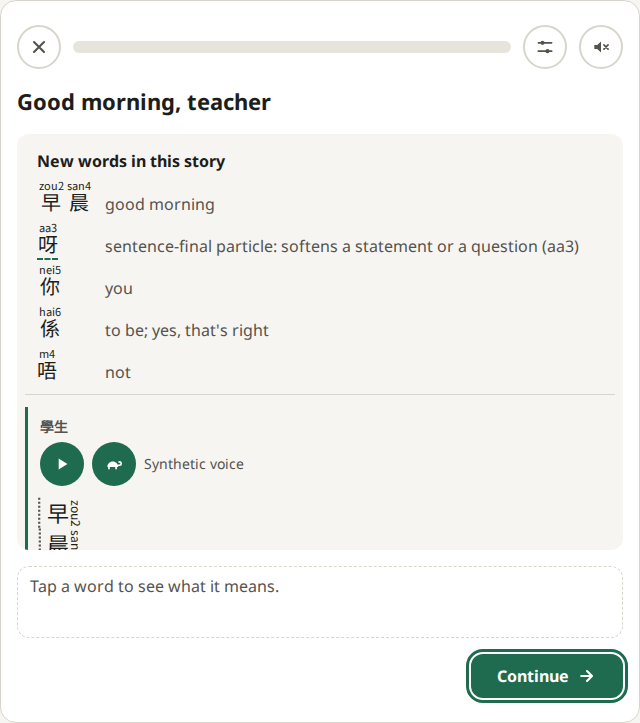 Good morning, teacher
New words in this story
zou2 san4
早晨 good morning
aa3
呀 sentence-final particle: softens a statement or a question (aa3)
nei5
你 you
hai6
係 to be; yes, that's right
m4
唔 not
學生
Synthetic voice
早晨
zou2 san
Tap a word to see what it means.
Continue